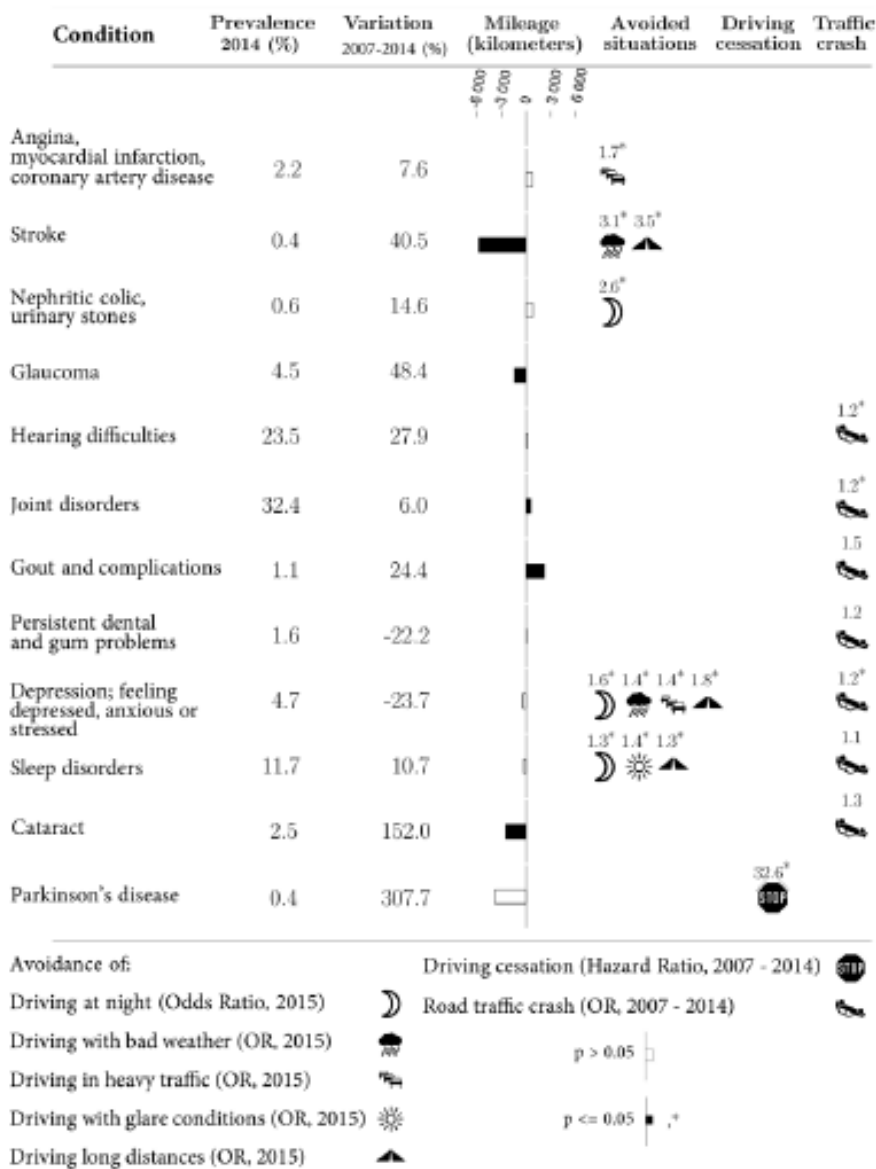 Condition Prevalence 2014 (%) Variation 2007-2014 (%) Mileage (kilometers) Avoided situations Driving cessation Traffic crash
-6 000 -3 000 0 3 000 6 000
Angina,
myocardial infarction,
coronary artery disease 2.2 7.6 1.7*
Stroke 0.4 40.5 3.1* 3.5*
Nephritic colic,
urinary stones 0.6 14.6 2.6*
Glaucoma 4.5 48.4
Hearing difficulties 23.5 27.9 1.2*
Joint disorders 32.4 6.0 1.2*
Gout and complications 1.1 24.4 1.5
Persistent dental
and gum problems 1.6 -22.2 1.2
Depression; feeling
depressed, anxious or
stressed 4.7 -23.7 1.6* 1.4* 1.4* 1.8* 1.2*
Sleep disorders 11.7 10.7 1.3* 1.4* 1.3* 1.1
Cataract 2.5 152.0 1.3
Parkinson's disease 0.4 307.7 32.6* STOP
Avoidance of:
Driving at night (Odds Ratio, 2015)
Driving with bad weather (OR, 2015)
Driving in heavy traffic (OR, 2015)
Driving with glare conditions (OR, 2015)
Driving long distances (OR, 2015)
Driving cessation (Hazard Ratio, 2007 - 2014) STOP
Road traffic crash (OR, 2007 - 2014)
p > 0.05
p <= 0.05 ,*